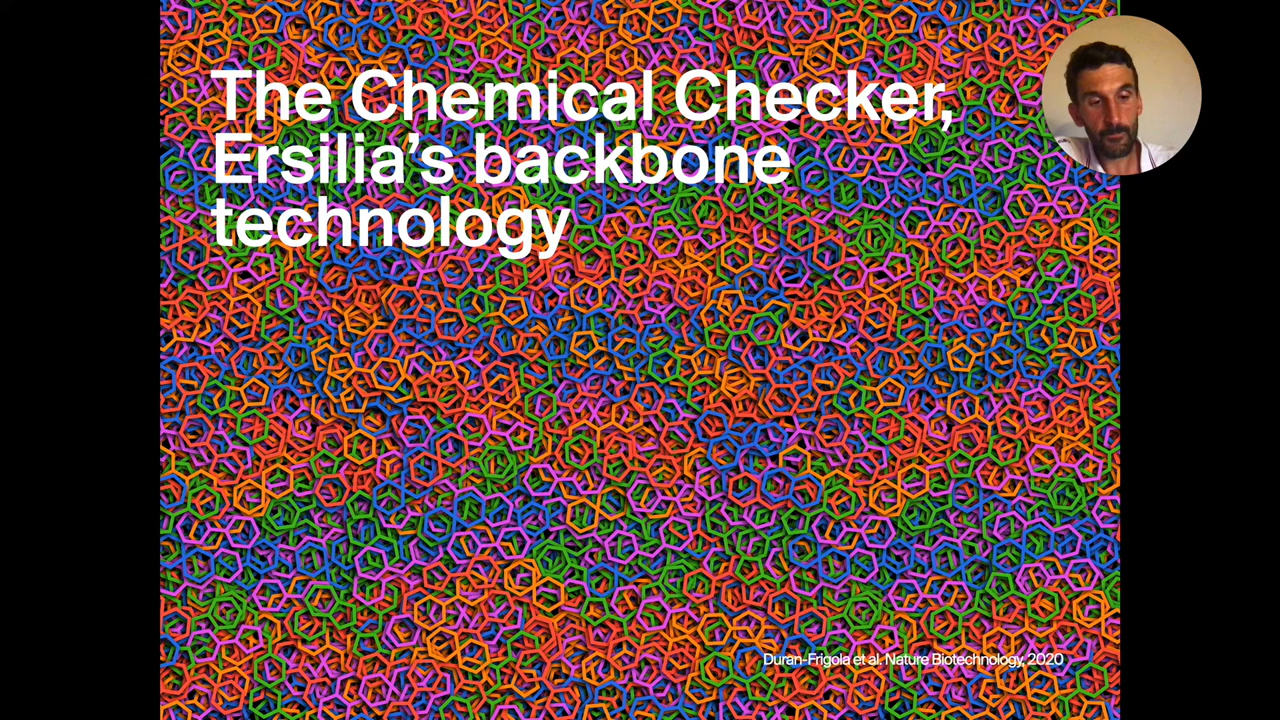 The Chemical Checker,
Ersilia’s backbone
technology
Duran-Frigola et al. Nature Biotechnology, 2020